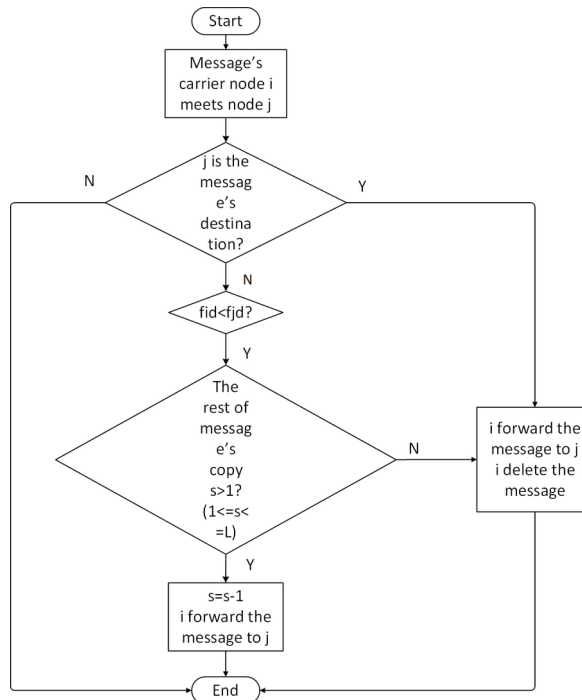 Start
Message's
carrier node i
meets node j
j is the
messag
e's
destina
tion?
N
Y
N
fid<fjd?
Y
The
rest of
messag
e's
copy
s>1?
(1<=s<
=L)
N
i forward the
message to j
i delete the
message
Y
s=s-1
i forward the
message to j
End